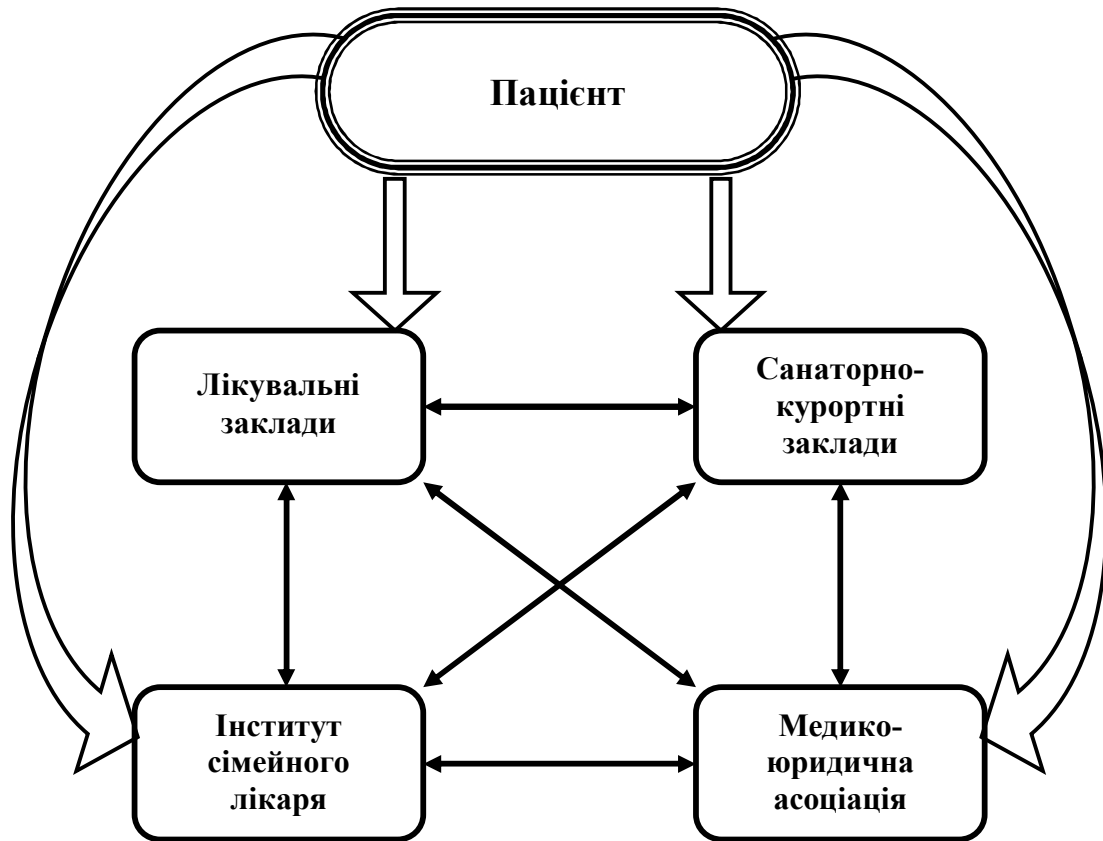 Пацієнт
Лікувальні
заклади
Санаторно-
курортні
заклади
Інститут
сімейного
лікаря
Медико-
юридична
асоціація